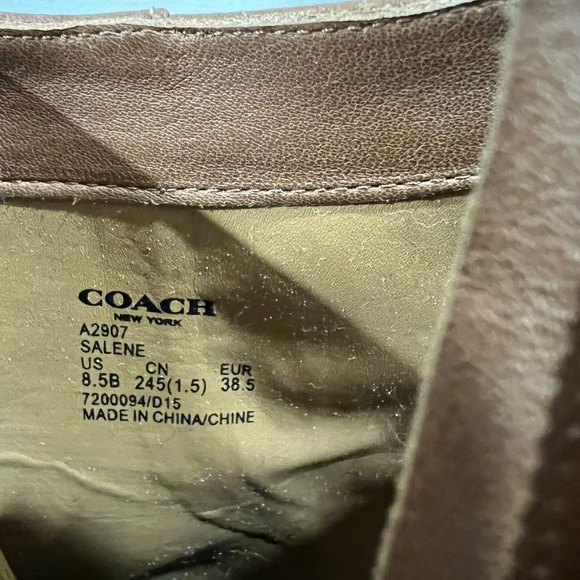 COACH
NEW YORK
A2907
SALENE
US CN EUR
8.5B 245(1.5) 38.5
7200094/D15
MADE IN CHINA/CHINE